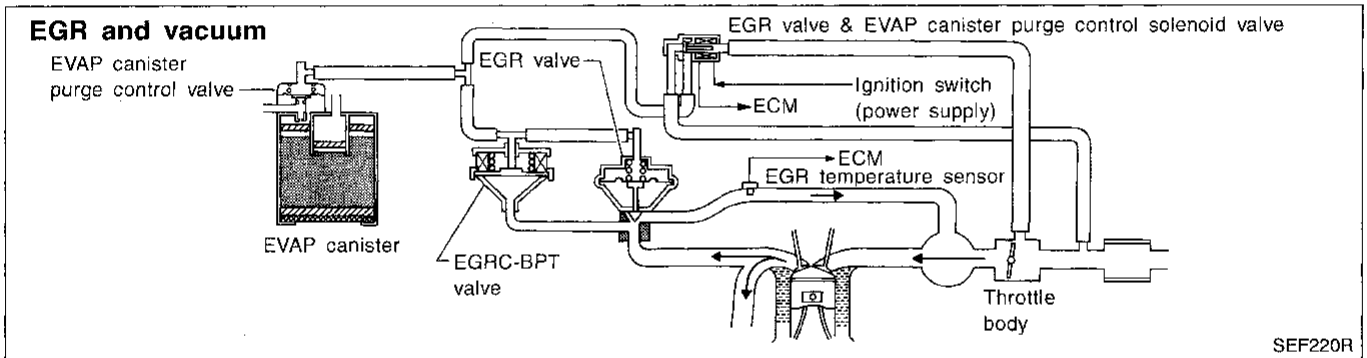 EGR and vacuum
EVAP canister
purge control valve
EGR valve
EGR valve & EVAP canister purge control solenoid valve
Ignition switch
(power supply)
ECM
ECM
EGR temperature sensor
EVAP canister
EGRC-BPT
valve
Throttle
body
SEF220R